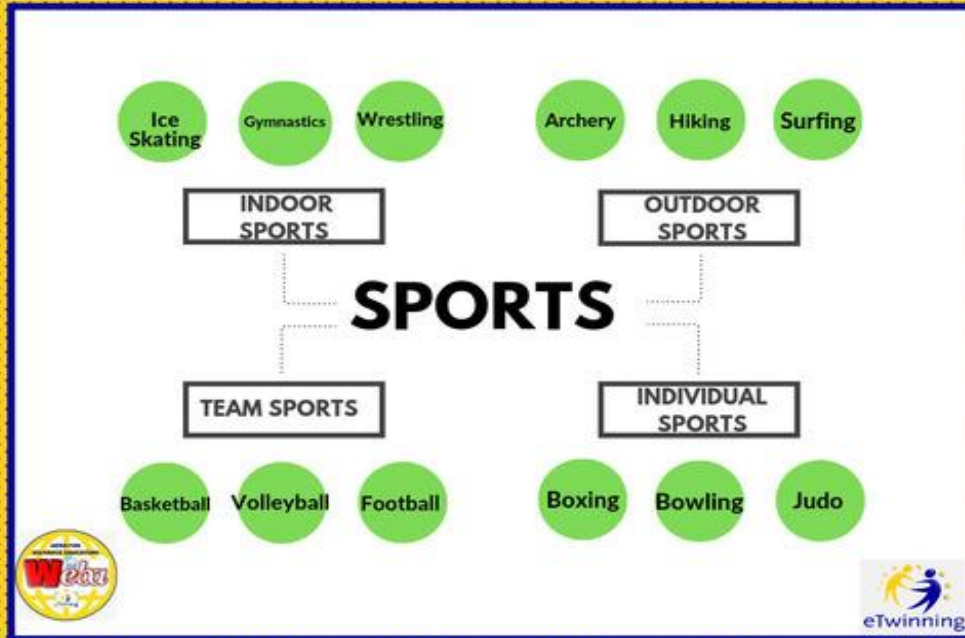 Ice
Skating
Gymnastics
Wrestling
Archery
Hiking
Surfing
INDOOR
SPORTS
OUTDOOR
SPORTS
SPORTS
TEAM SPORTS
INDIVIDUAL
SPORTS
Basketball
Volleyball
Football
Boxing
Bowling
Judo
eTwinning